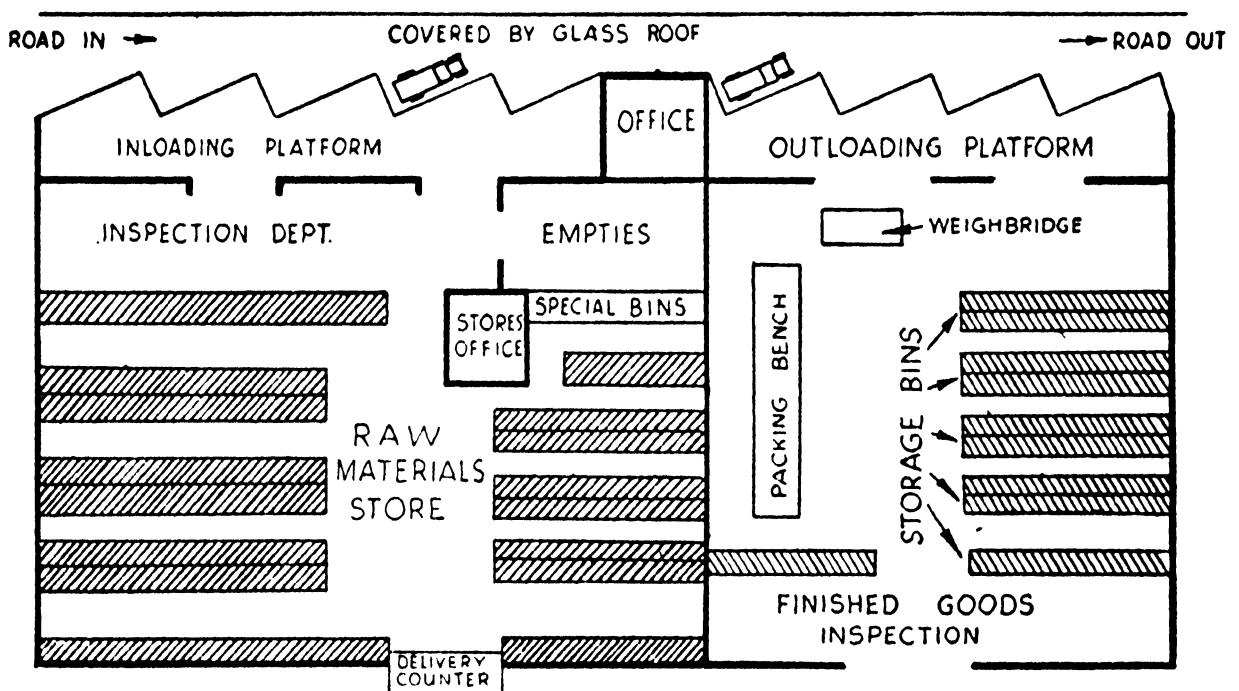 ROAD IN
COVERED BY GLASS ROOF
ROAD OUT
INLOADING PLATFORM
OFFICE
OUTLOADING PLATFORM
.INSPECTION DEPT.
EMPTIES
WEIGHBRIDGE
SPECIAL BINS
STORES
OFFICE
PACKING BENCH
STORAGE BINS
RAW
MATERIALS
STORE
FINISHED GOODS
INSPECTION
DELIVERY
COUNTER